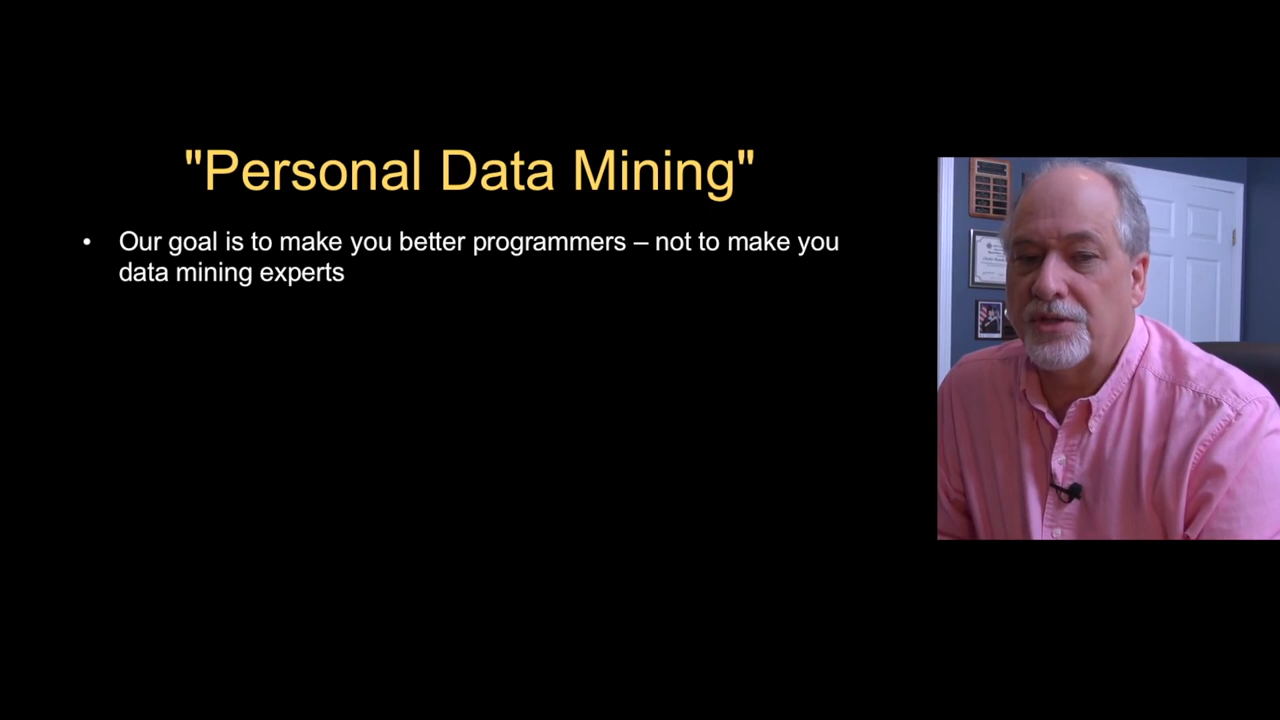 "Personal Data Mining"
• Our goal is to make you better programmers – not to make you
data mining experts